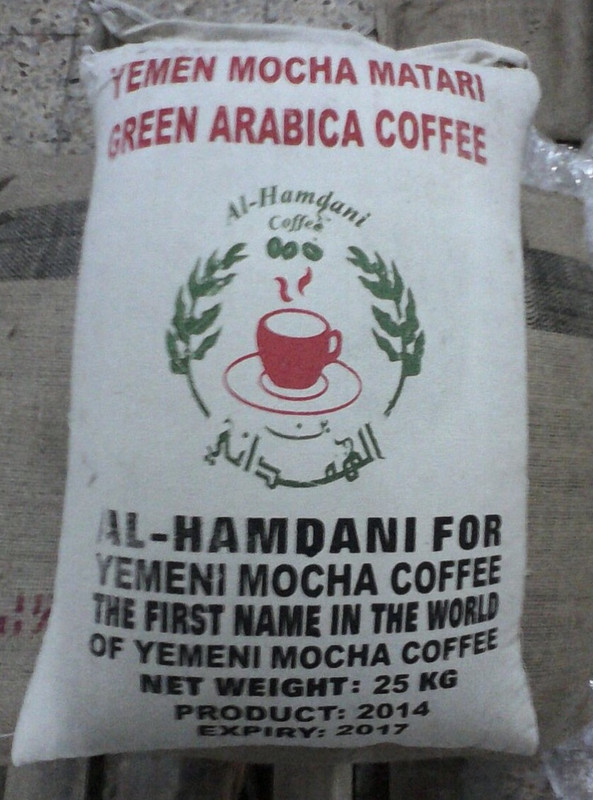 YEMEN MOCHA MATARI
GREEN ARABICA COFFEE
Al-Hamdani
Coffee
بن
الهمداني
AL-HAMDANI FOR
YEMENI MOCHA COFFEE
THE FIRST NAME IN THE WORLD
OF YEMENI MOCHA COFFEE
NET WEIGHT: 25 KG
PRODUCT: 2014
EXPIRY: 2017